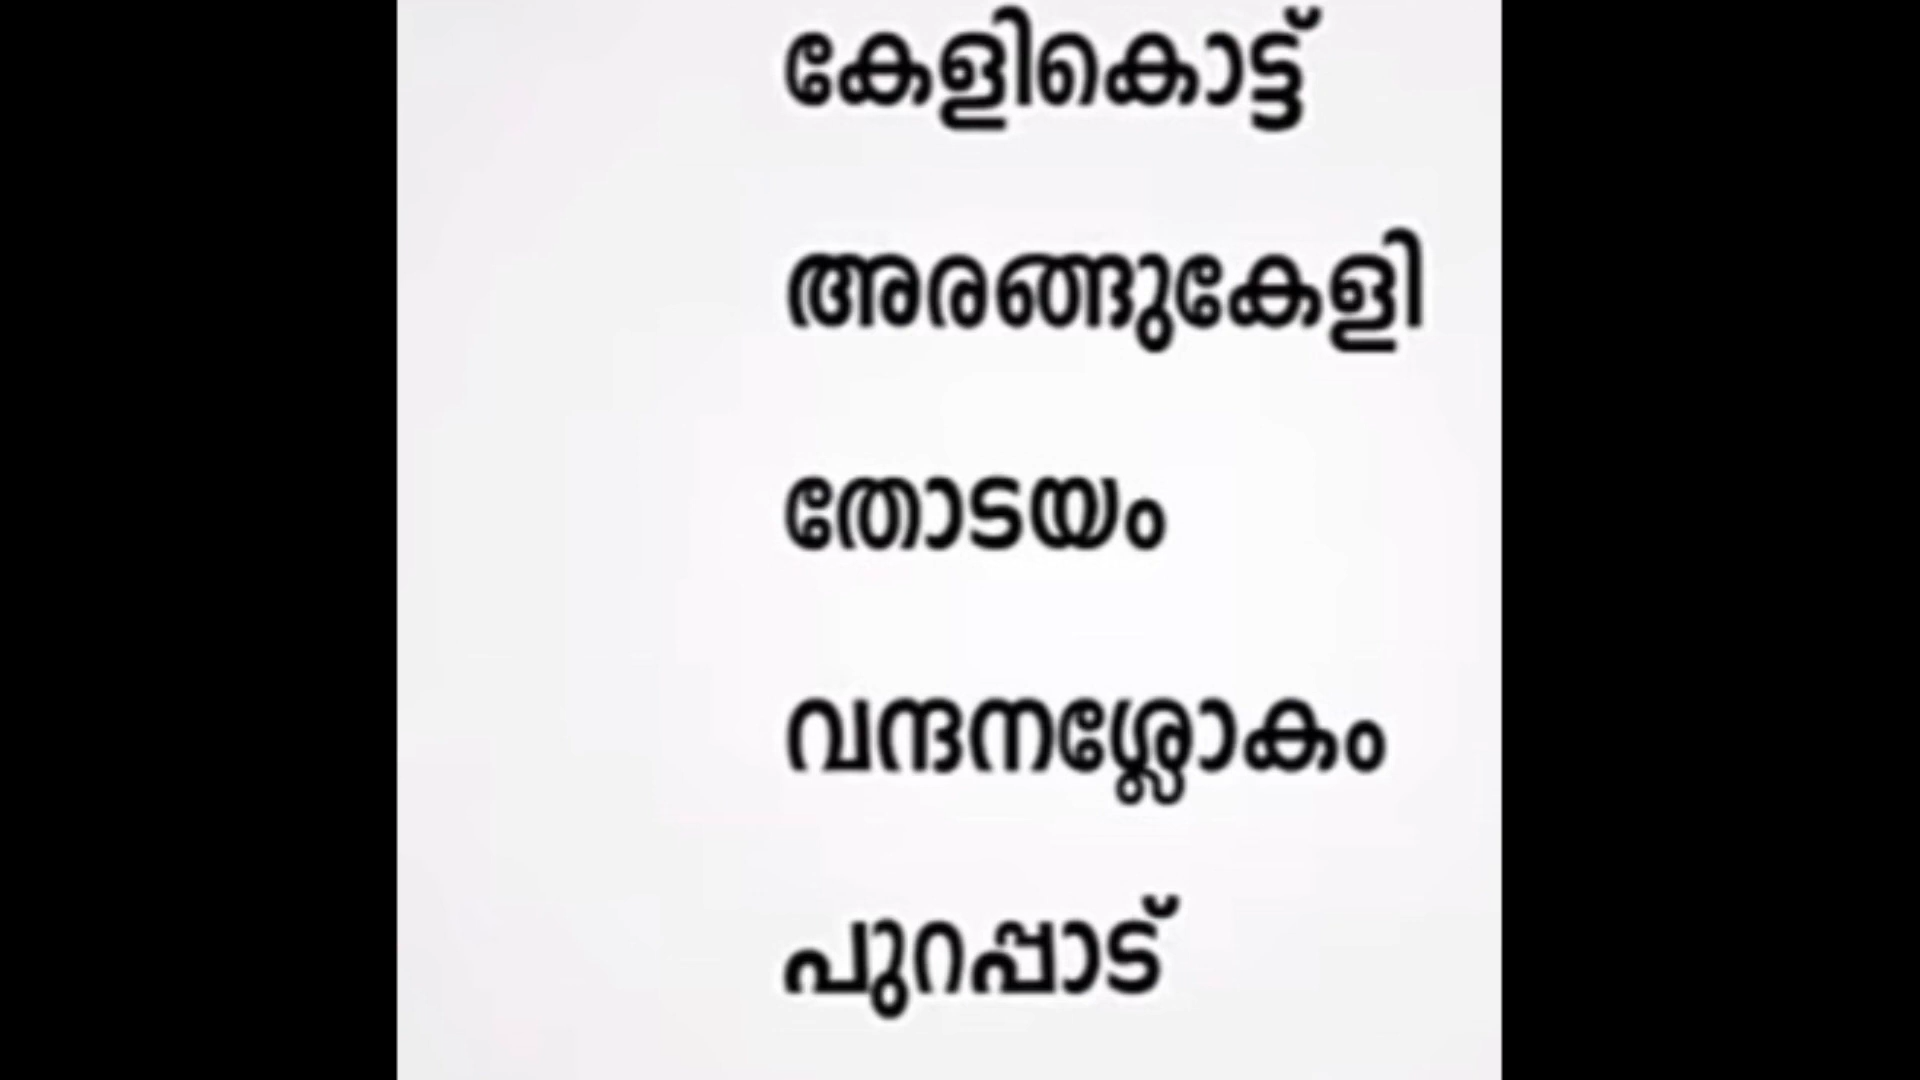 കേളികൊട്ട്
അരങ്ങുകേളി
തോടയം
വന്ദനശ്ലോകം
പുറപ്പാട്